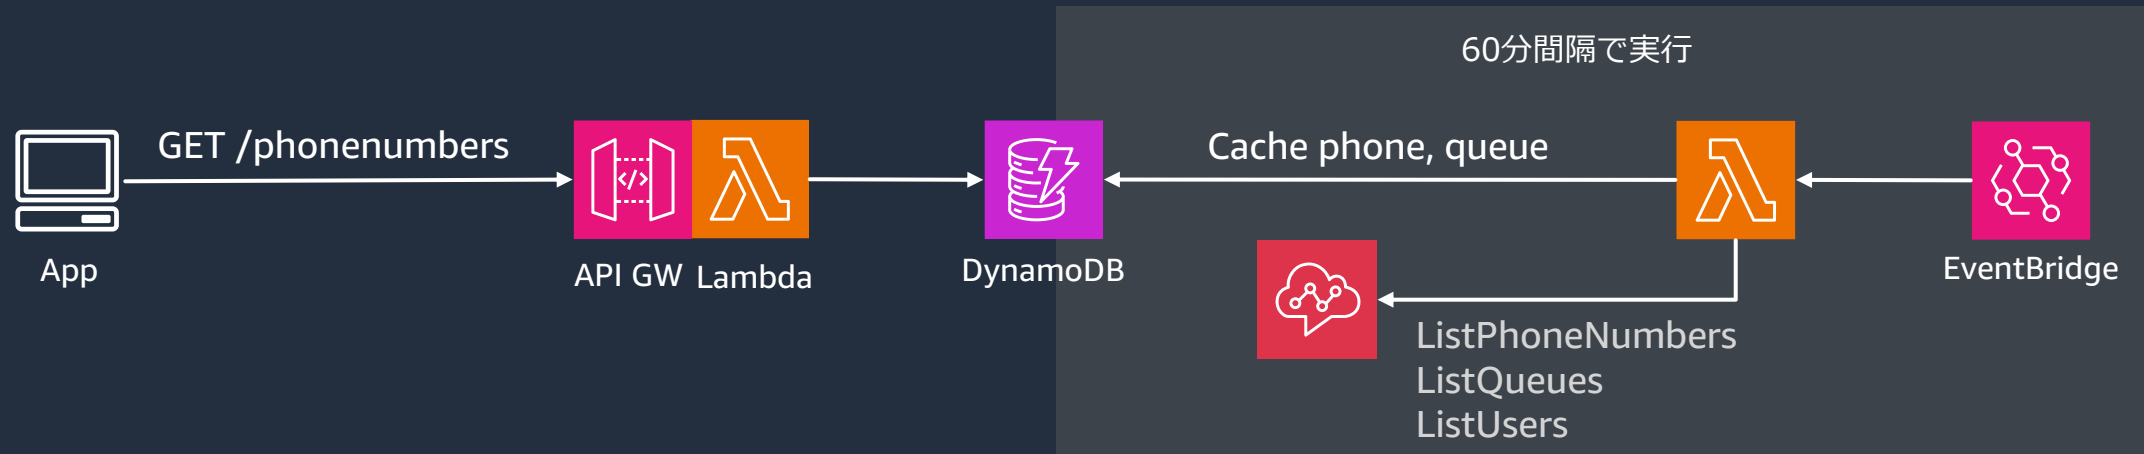 60分間隔で実行
GET /phonenumbers
Cache phone, queue
App
API GW
Lambda
DynamoDB
EventBridge
</>
ListPhoneNumbers
ListQueues
ListUsers